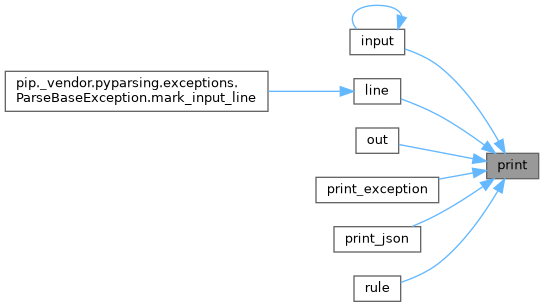 input
pip._vendor.pyparsing.exceptions.
ParseBaseException.mark_input_line
line
out
print
print_exception
print_json
rule